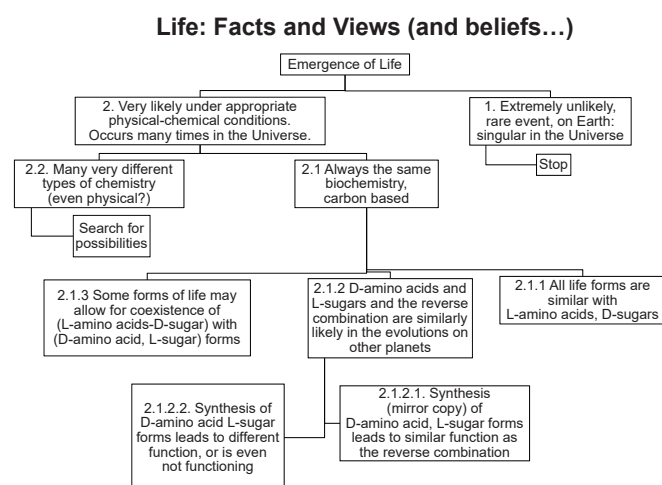 Life: Facts and Views (and beliefs…)
Emergence of Life
2. Very likely under appropriate
physical-chemical conditions.
Occurs many times in the Universe.
1. Extremely unlikely,
rare event, on Earth:
singular in the Universe
Stop
2.2. Many very different
types of chemistry
(even physical?)
2.1 Always the same
biochemistry,
carbon based
Search for
possibilities
2.1.3 Some forms of life may
allow for coexistence of
(L-amino acids-D-sugar) with
(D-amino acid, L-sugar) forms
2.1.2 D-amino acids and
L-sugars and the reverse
combination are similarly
likely in the evolutions on
other planets
2.1.1 All life forms are
similar with
L-amino acids, D-sugars
2.1.2.2. Synthesis of
D-amino acid L-sugar
forms leads to different
function, or is even
not functioning
2.1.2.1. Synthesis
(mirror copy) of
D-amino acid, L-sugar forms
leads to similar function as
the reverse combination